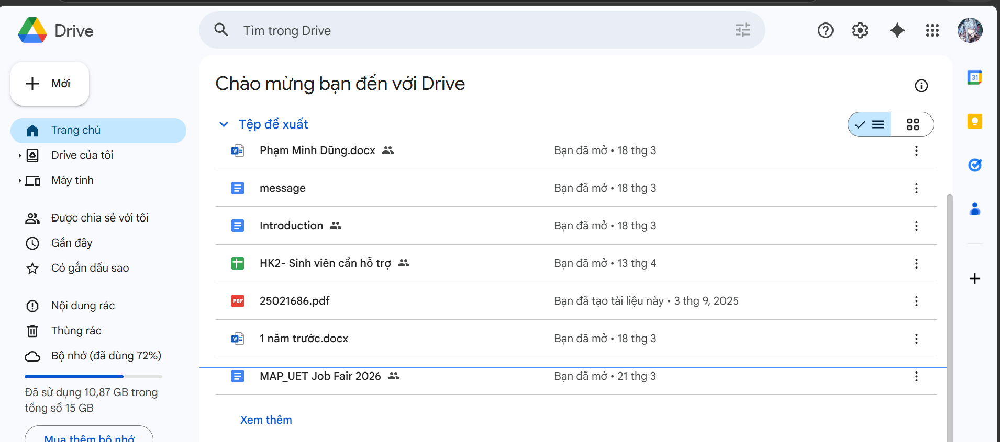 Drive
Tìm trong Drive
Mới
Trang chủ
Drive của tôi
Máy tính
Được chia sẻ với tôi
Gần đây
Có gắn dấu sao
Nội dung rác
Thùng rác
Bộ nhớ (đã dùng 72%)
Đã sử dụng 10,87 GB trong
tổng số 15 GB
Mua thêm bộ nhớ
Chào mừng bạn đến với Drive
Tệp đề xuất
Phạm Minh Dũng.docx Bạn đã mở • 18 thg 3
message Bạn đã mở • 18 thg 3
Introduction Bạn đã mở • 18 thg 3
HK2- Sinh viên cần hỗ trợ Bạn đã mở • 13 thg 4
PDF 25021686.pdf Bạn đã tạo tài liệu này • 3 thg 9, 2025
1 năm trước.docx Bạn đã mở • 18 thg 3
MAP_UET Job Fair 2026 Bạn đã mở • 21 thg 3
Xem thêm
31